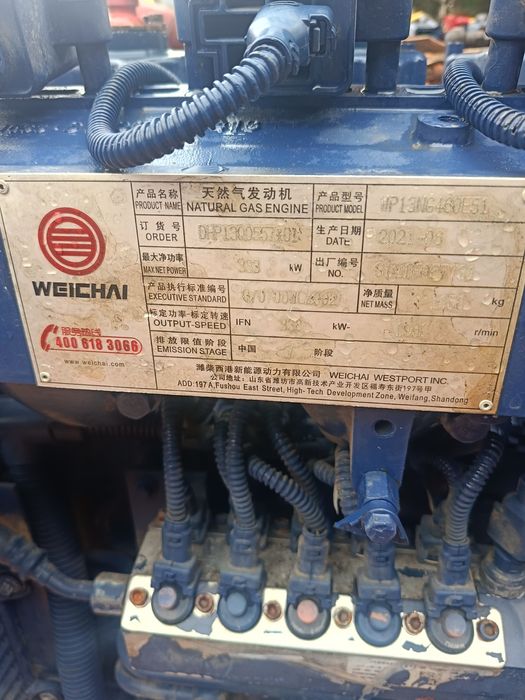 WEICHAI
服务热线
400 618 3066
www.weichai.com
产品名称 天然气发动机 产品型号
PRODUCT NAME NATURAL GAS ENGINE PRODUCT MODEL WP13NG460E51
订货号 生产日期
ORDER DATE
最大净功率 出厂编号
MAX NET POWER 339 kW NO.
产品执行标准编号 净质量
EXECUTIVE STANDARD NET MASS kg
标定功率·标定转速
OUTPUT-SPEED IFN kW- r/min
排放限值阶段 中国 阶段
EMISSION STAGE
潍柴西港新能源动力有限公司 WEICHAI WESTPORT INC.
公司地址：山东省潍坊市高新技术产业开发区福寿东街197号甲
ADD:197 A,Fushou East Street, High-Tech Development Zone, Weifang,Shandong